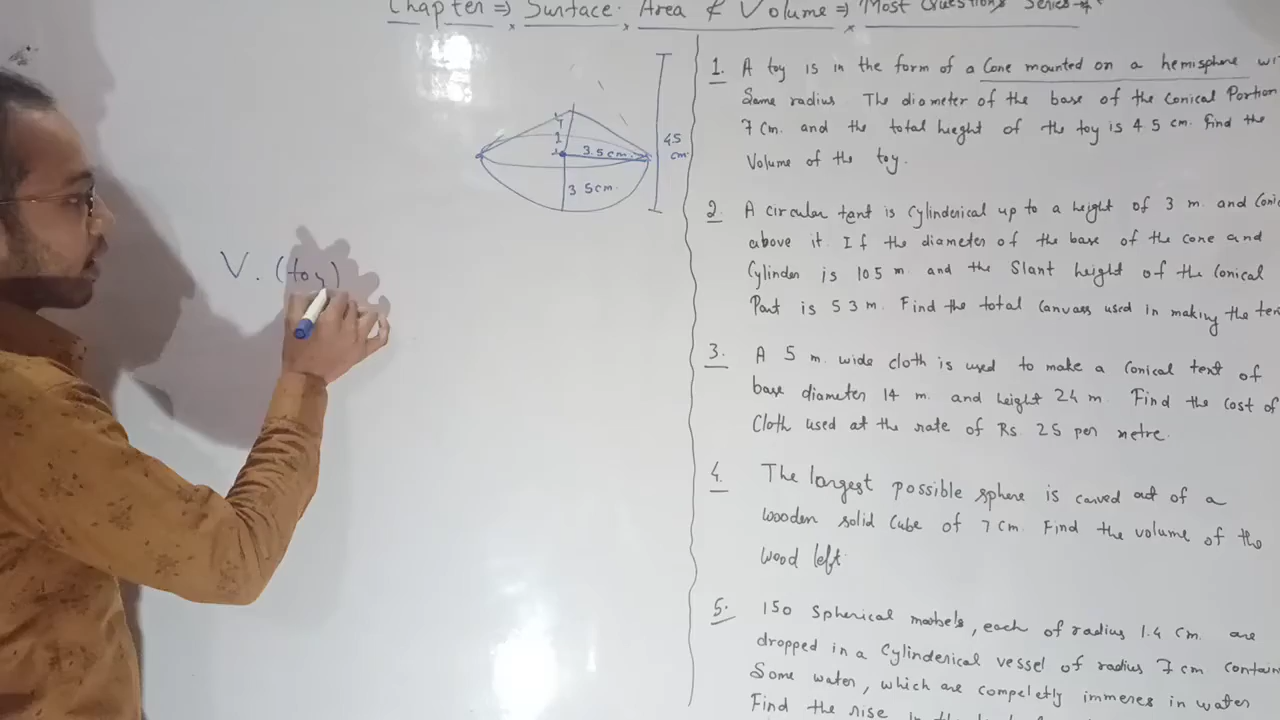 Chapter ⇒ Surface Area & Volume ⇒ Most Questions Series
4
1
3.5 cm.
3 5cm.
4.5
cm.
V. (toy)
1. A toy is in the form of a Cone mounted on a hemisphere wi
Same radius The diameter of the base of the Conical Portion
7 cm. and the total hieght of the toy is 4.5 cm. Find the
Volume of the toy.
2. A circular tent is Cylinderical up to a height of 3 m. and Coni
above it. If the diameter of the base of the cone and
Cylinder is 105 m. and the Slant height of the Conical
Part is 53 m. Find the total Canvass used in making the ten
3. A 5 m. wide cloth is used to make a Conical tent of
base diameter 14 m. and height 24 m. Find the cost of
Cloth used at the rate of Rs. 25 per metre.
4. The largest possible sphere is carved out of a
wooden solid cube of 7 cm. Find the volume of the
wood left.
5. 150 Spherical marbels, each of radius 1.4 cm. are
dropped in a Cylinderical vessel of radius 7 cm contain
Some water, which are compeletly immeres in water
Find the rise in the